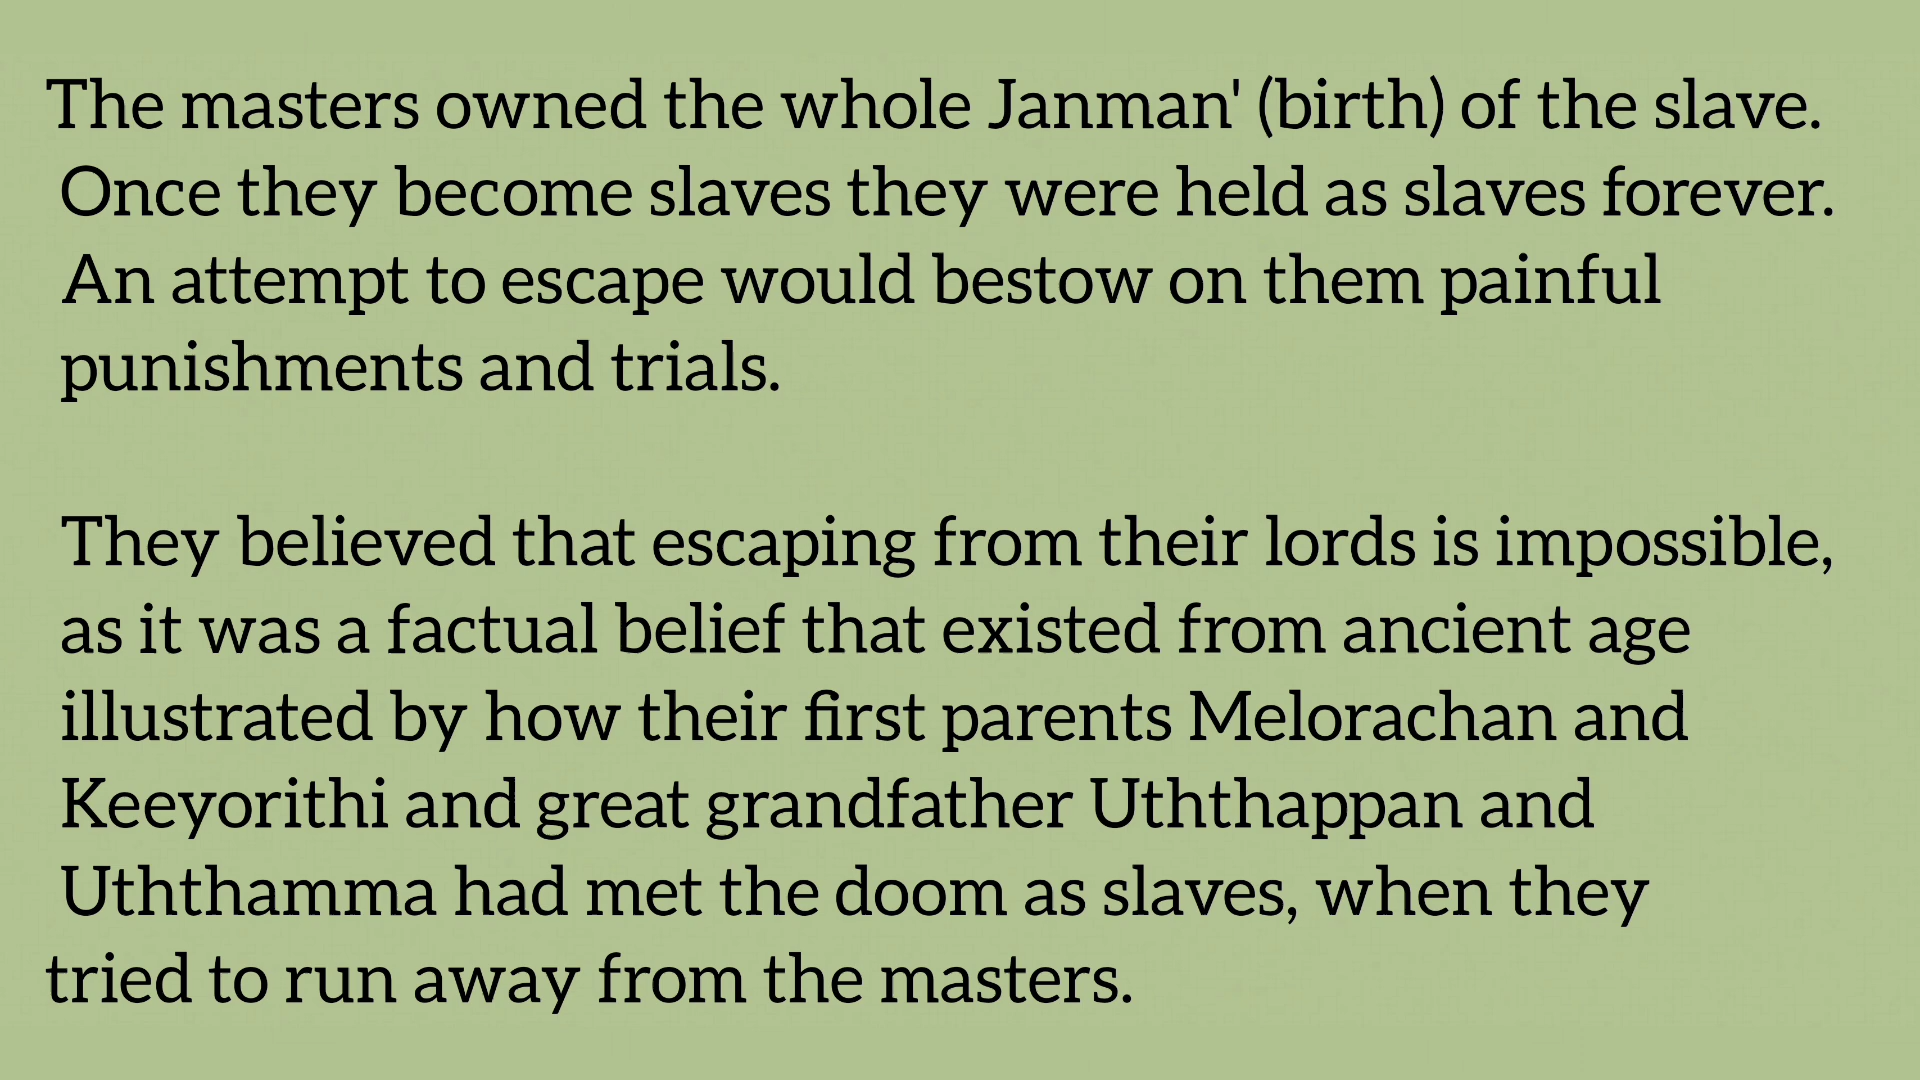 The masters owned the whole Janman' (birth) of the slave.
Once they become slaves they were held as slaves forever.
An attempt to escape would bestow on them painful
punishments and trials.
They believed that escaping from their lords is impossible,
as it was a factual belief that existed from ancient age
illustrated by how their first parents Melorachan and
Keeyorithi and great grandfather Uththappan and
Uththamma had met the doom as slaves, when they
tried to run away from the masters.